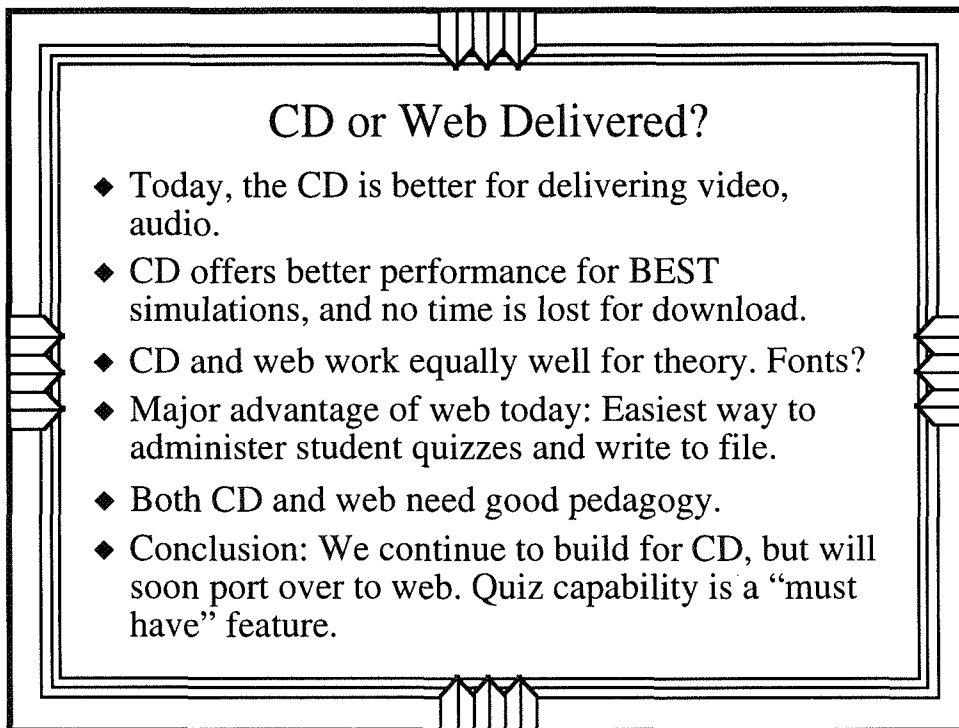 CD or Web Delivered?
◆ Today, the CD is better for delivering video,
audio.
◆ CD offers better performance for BEST
simulations, and no time is lost for download.
◆ CD and web work equally well for theory. Fonts?
◆ Major advantage of web today: Easiest way to
administer student quizzes and write to file.
◆ Both CD and web need good pedagogy.
◆ Conclusion: We continue to build for CD, but will
soon port over to web. Quiz capability is a “must
have” feature.